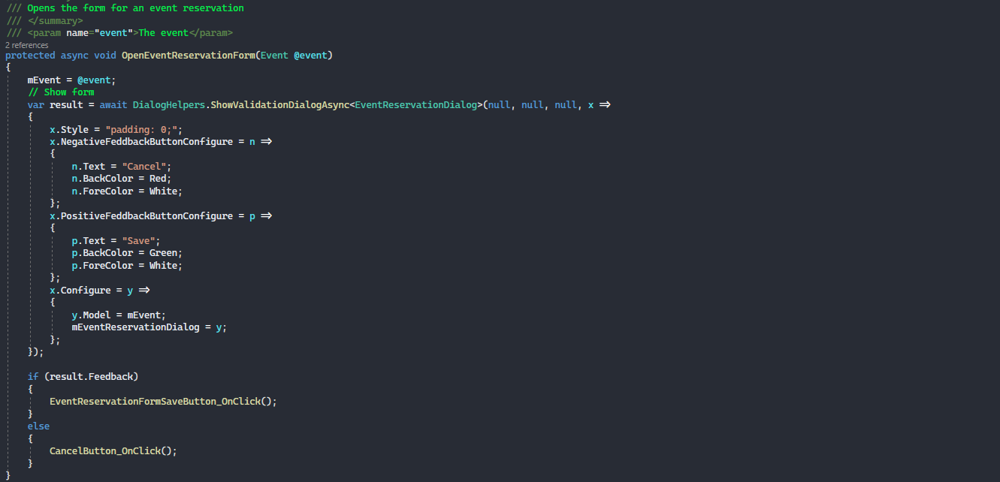 /// Opens the form for an event reservation
/// </summary>
/// <param name="event">The event</param>
2 references
protected async void OpenEventReservationForm(Event @event)
{
mEvent = @event;
// Show form
var result = await DialogHelpers.ShowValidationDialogAsync<EventReservationDialog>(null, null, null, x =>
{
x.Style = "padding: 0;";
x.NegativeFeddbackButtonConfigure = n =>
{
n.Text = "Cancel";
n.BackColor = Red;
n.ForeColor = White;
};
x.PositiveFeddbackButtonConfigure = p =>
{
p.Text = "Save";
p.BackColor = Green;
p.ForeColor = White;
};
x.Configure = y =>
{
y.Model = mEvent;
mEventReservationDialog = y;
};
});
if (result.Feedback)
{
EventReservationFormSaveButton_OnClick();
}
else
{
CancelButton_OnClick();
}
}